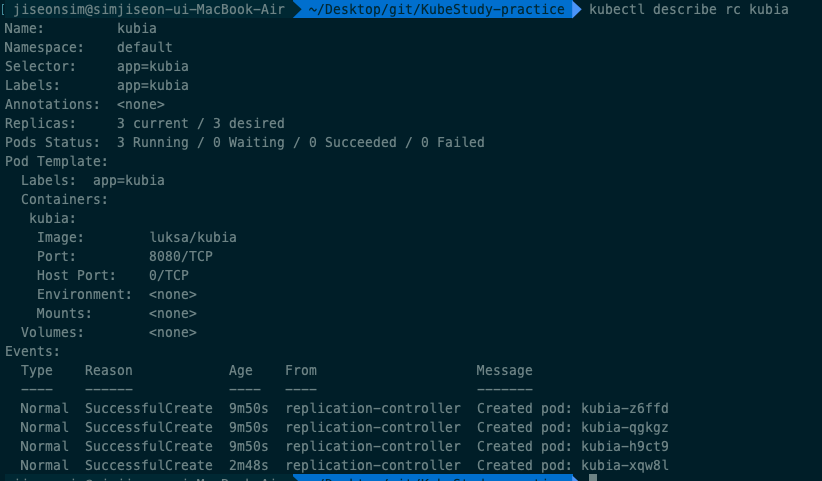 [ jiseonsim@simjiseon-ui-MacBook-Air ~/Desktop/git/KubeStudy-practice kubectl describe rc kubia
Name: kubia
Namespace: default
Selector: app=kubia
Labels: app=kubia
Annotations: <none>
Replicas: 3 current / 3 desired
Pods Status: 3 Running / 0 Waiting / 0 Succeeded / 0 Failed
Pod Template:
Labels: app=kubia
Containers:
kubia:
Image: luksa/kubia
Port: 8080/TCP
Host Port: 0/TCP
Environment: <none>
Mounts: <none>
Volumes: <none>
Events:
Type Reason Age From Message
---- ------ ---- ---- -------
Normal SuccessfulCreate 9m50s replication-controller Created pod: kubia-z6ffd
Normal SuccessfulCreate 9m50s replication-controller Created pod: kubia-qgkgz
Normal SuccessfulCreate 9m50s replication-controller Created pod: kubia-h9ct9
Normal SuccessfulCreate 2m48s replication-controller Created pod: kubia-xqw8l